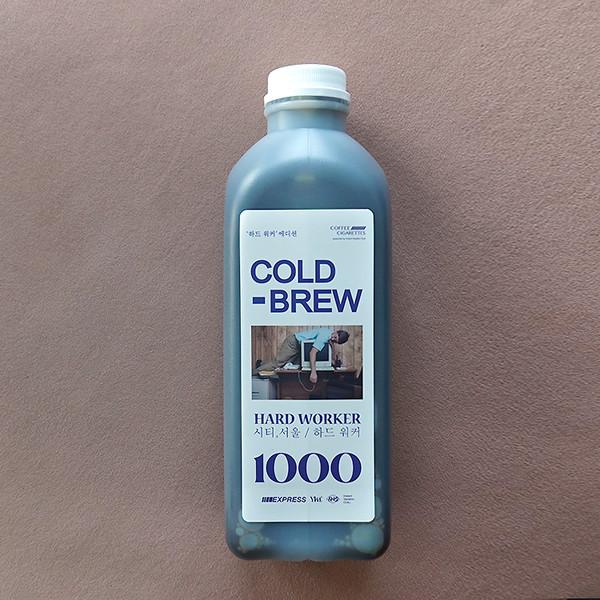 '하드 워커' 에디션
COFFEE
CIGARETTES
COLD
-BREW
HARD WORKER
시티, 서울 / 하드 워커
1000
EXPRESS